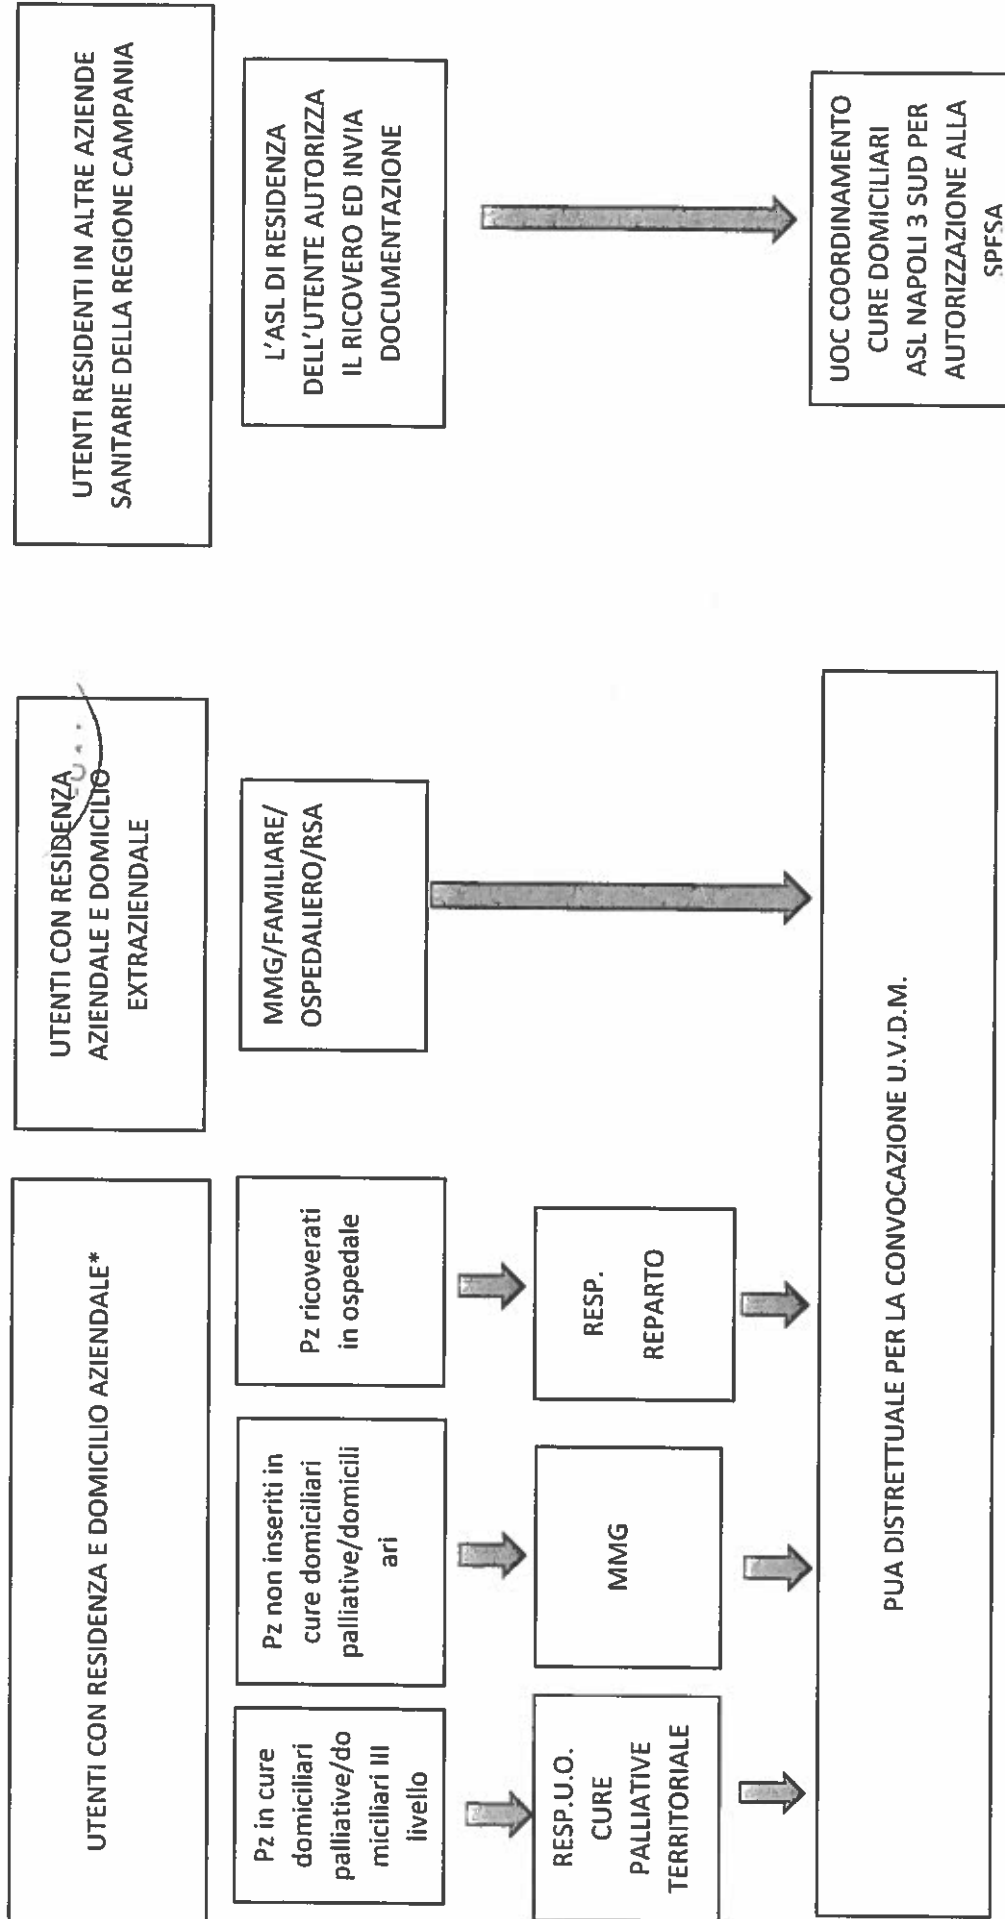 UTENTI CON RESIDENZA E DOMICILIO AZIENDALE*
Pz in cure
domiciliari
palliative/do
miciliari III
livello
Pz non inseriti in
cure domiciliari
palliative/domicili
ari
Pz ricoverati
in ospedale
RESP.U.O.
CURE
PALLIATIVE
TERRITORIALE
MMG
RESP.
REPARTO
UTENTI CON RESIDENZA
AZIENDALE E DOMICILIO
EXTRAZIENDALE
MMG/FAMILIARE/
OSPEDALIERO/RSA
PUA DISTRETTUALE PER LA CONVOCAZIONE U.V.D.M.
UTENTI RESIDENTI IN ALTRE AZIENDE
SANITARIE DELLA REGIONE CAMPANIA
L'ASL DI RESIDENZA
DELL'UTENTE AUTORIZZA
IL RICOVERO ED INVIA
DOCUMENTAZIONE
UOC COORDINAMENTO
CURE DOMICILIARI
ASL NAPOLI 3 SUD PER
AUTORIZZAZIONE ALLA
SPESA